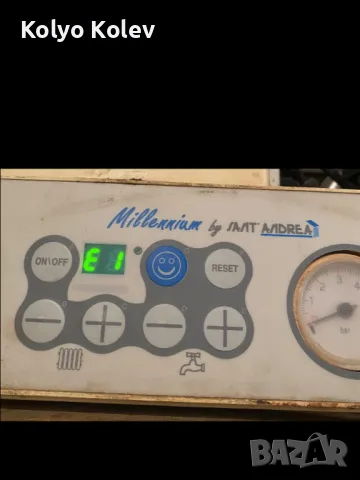 Kolyo Kolev
Millennium by SANT'ANDREA
ON\OFF
E1
RESET
bar
BAZAR